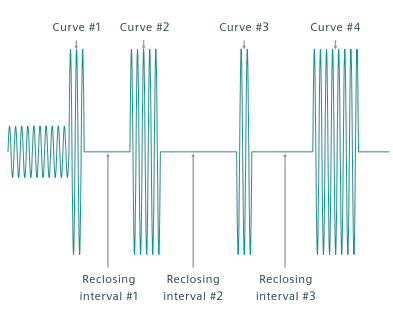 Curve #1
Curve #2
Curve #3
Curve #4
Reclosing
interval #1
Reclosing
interval #2
Reclosing
interval #3